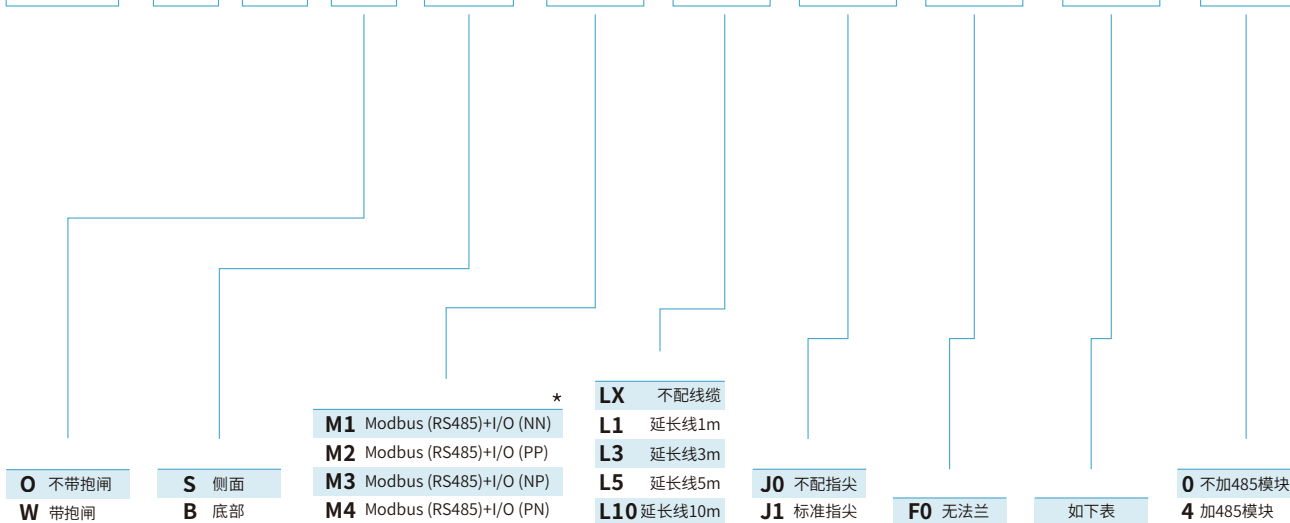 *
M1 Modbus (RS485)+I/O (NN)
M2 Modbus (RS485)+I/O (PP)
M3 Modbus (RS485)+I/O (NP)
M4 Modbus (RS485)+I/O (PN)
LX 不配线缆
L1 延长线1m
L3 延长线3m
L5 延长线5m
L10 延长线10m
O 不带抱闸
W 带抱闸
S 侧面
B 底部
J0 不配指尖
J1 标准指尖
F0 无法兰
如下表
0 不加485模块
4 加485模块